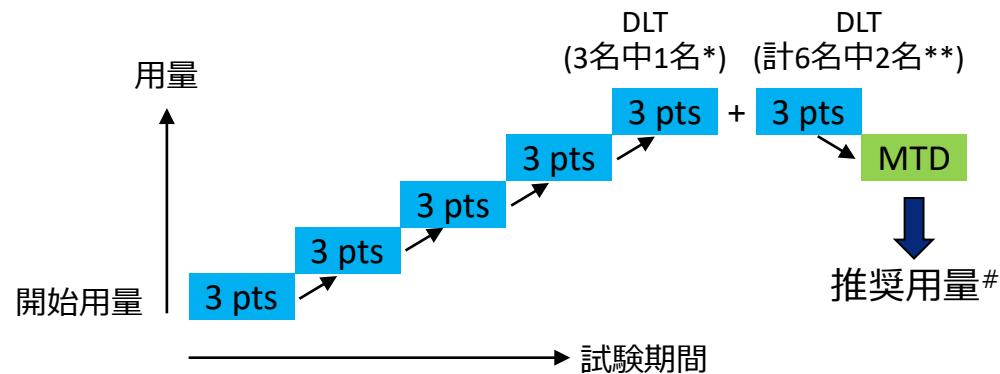 DLT
(3名中1名*)
DLT
(計6名中2名**)
用量
3 pts
+
3 pts
3 pts
MTD
3 pts
3 pts
開始用量
3 pts
推奨用量#
試験期間